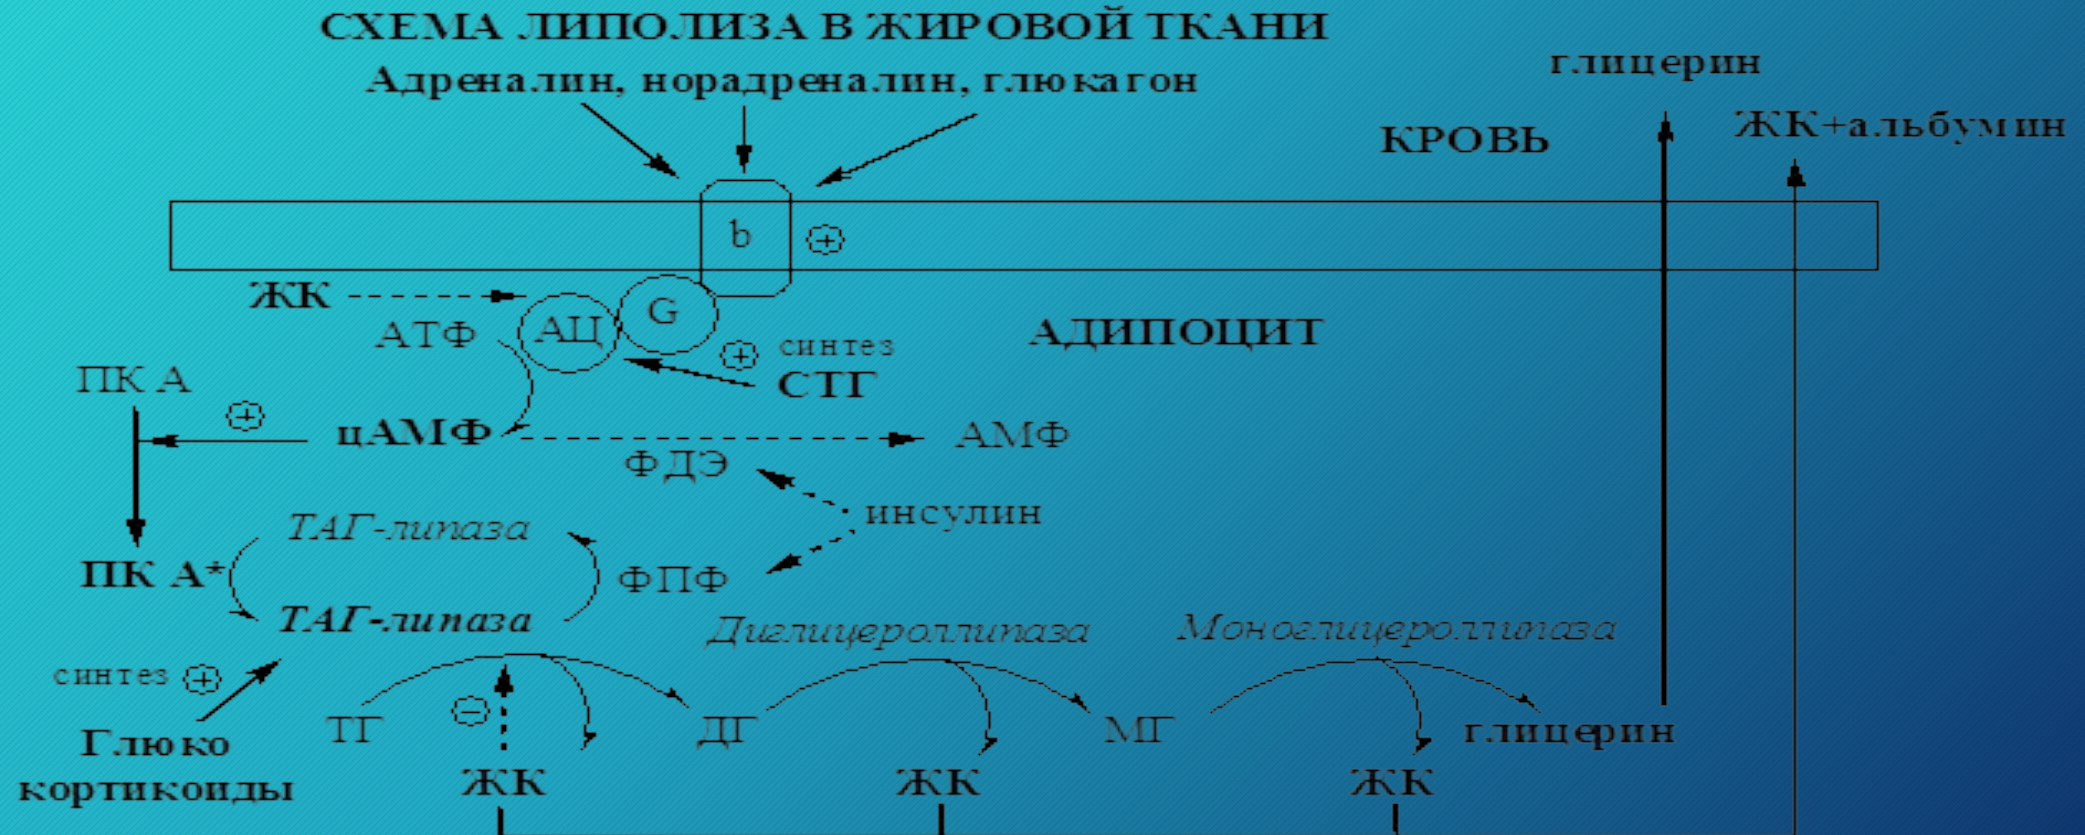 СХЕМА ЛИПОЛИЗА В ЖИРОВОЙ ТКАНИ
Адреналин, норадреналин, глюкагон
глицерин
КРОВЬ
ЖК+альбумин
b
+
ЖК
АТФ
АЦ
G
АДИПОЦИТ
+ синтез
СТГ
ПК А
+
цАМФ
АМФ
ФДЭ
инсулин
ТАГ-липаза
ПК А*
ФПФ
ТАГ-липаза
Диглицероллипаза
Моноглицероллипаза
синтез +
−
ТГ
ДГ
МГ
глицерин
Глюко
кортикоиды
ЖК
ЖК
ЖК